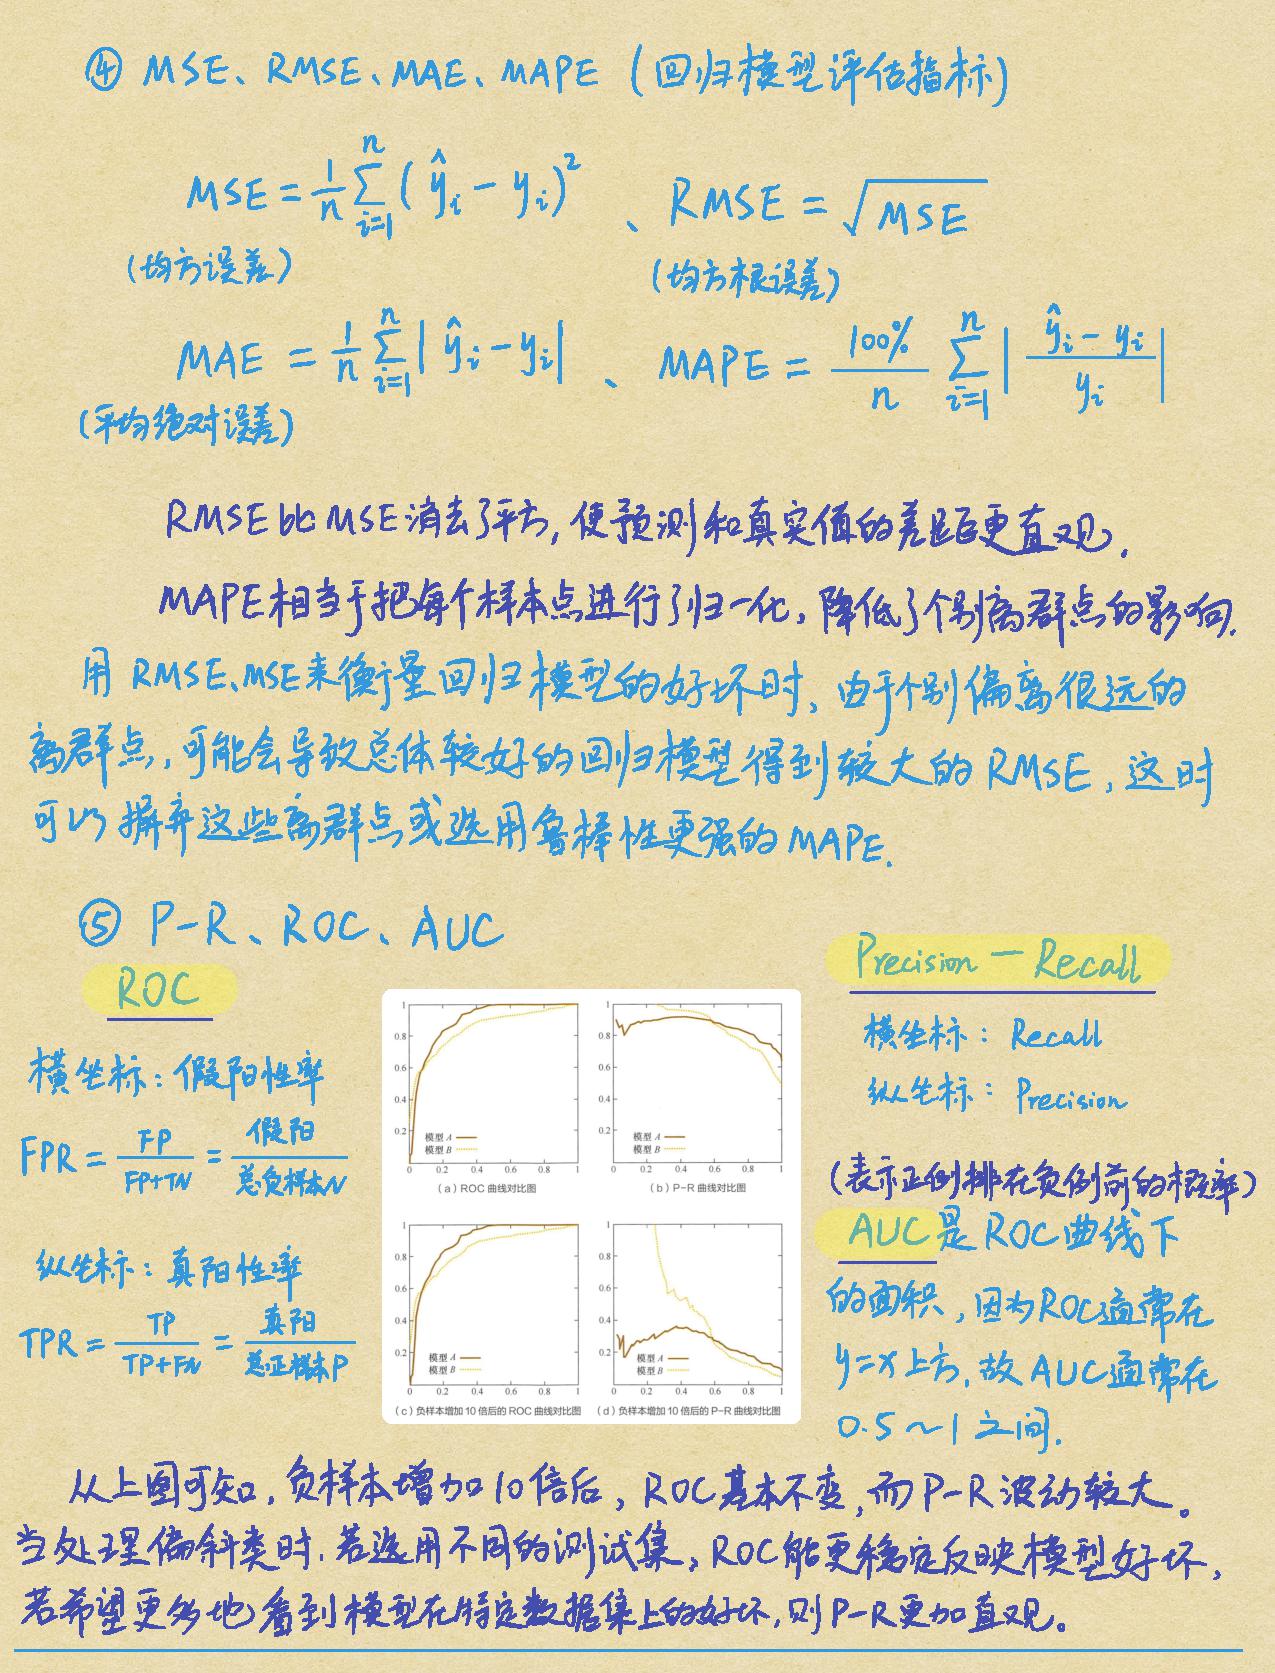 ④ MSE、RMSE、MAE、MAPE (回归模型评估指标)
MSE = 1/n ∑_{i=1}^{n} (ŷ_i - y_i)²、RMSE = √MSE
(均方误差) (均方根误差)
MAE = 1/n ∑_{i=1}^{n} |ŷ_i - y_i|、MAPE = 100%/n ∑_{i=1}^{n} |(ŷ_i - y_i)/y_i|
(平均绝对误差)
RMSE比MSE消去了平方,使预测和真实值的差距更直观.
MAPE相当于把每个样本点进行了归一化,降低了个别离群点的影响.
用RMSE、MSE来衡量回归模型的好坏时,由于个别偏离很远的
离群点,可能会导致总体较好的回归模型得到较大的RMSE,这时
可以摒弃这些离群点或选用鲁棒性更强的MAPE.
⑤ P-R、ROC、AUC
ROC
横坐标:假阳性率
FPR = FP/(FP+TN) = 假阳/总负样本N
纵坐标:真阳性率
TPR = TP/(TP+FN) = 真阳/总正样本P
1
0.8
0.6
0.4
0.2
模型A
模型B
0 0.2 0.4 0.6 0.8 1
(a) ROC 曲线对比图
1
0.8
0.6
0.4
0.2
模型A
模型B
0 0.2 0.4 0.6 0.8 1
(b) P-R 曲线对比图
1
0.8
0.6
0.4
0.2
模型A
模型B
0 0.2 0.4 0.6 0.8 1
(c) 负样本增加10倍后的 ROC 曲线对比图
1
0.8
0.6
0.4
0.2
模型A
模型B
0 0.2 0.4 0.6 0.8 1
(d) 负样本增加10倍后的 P-R 曲线对比图
Precision-Recall
横坐标:Recall
纵坐标:Precision
(表示正例排在负例前的概率)
AUC是ROC曲线下
的面积,因为ROC通常在
y=x上方,故AUC通常在
0.5~1之间.
从上图可知,负样本增加10倍后,ROC基本不变,而P-R波动较大。
当处理偏斜类时.若选用不同的测试集,ROC能更稳定反映模型好坏,
若希望更多地看到模型在特定数据集上的好坏,则P-R更加直观。